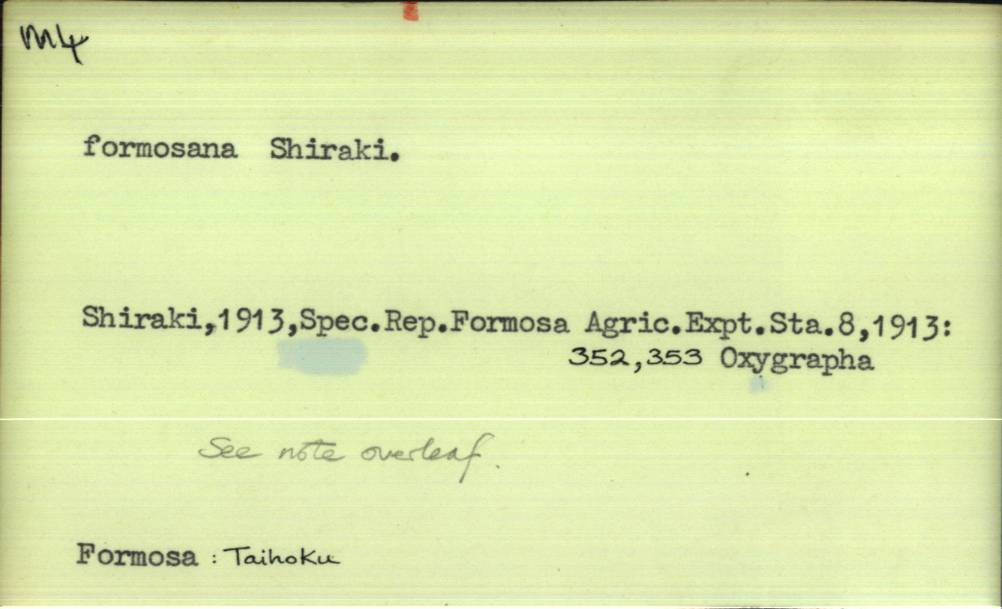 m4
formosana Shiraki.
Shiraki,1913,Spec.Rep.Formosa Agric.Expt.Sta.8,1913:
352,353 Oxygrapha
See note overleaf.
Formosa : Taihoku